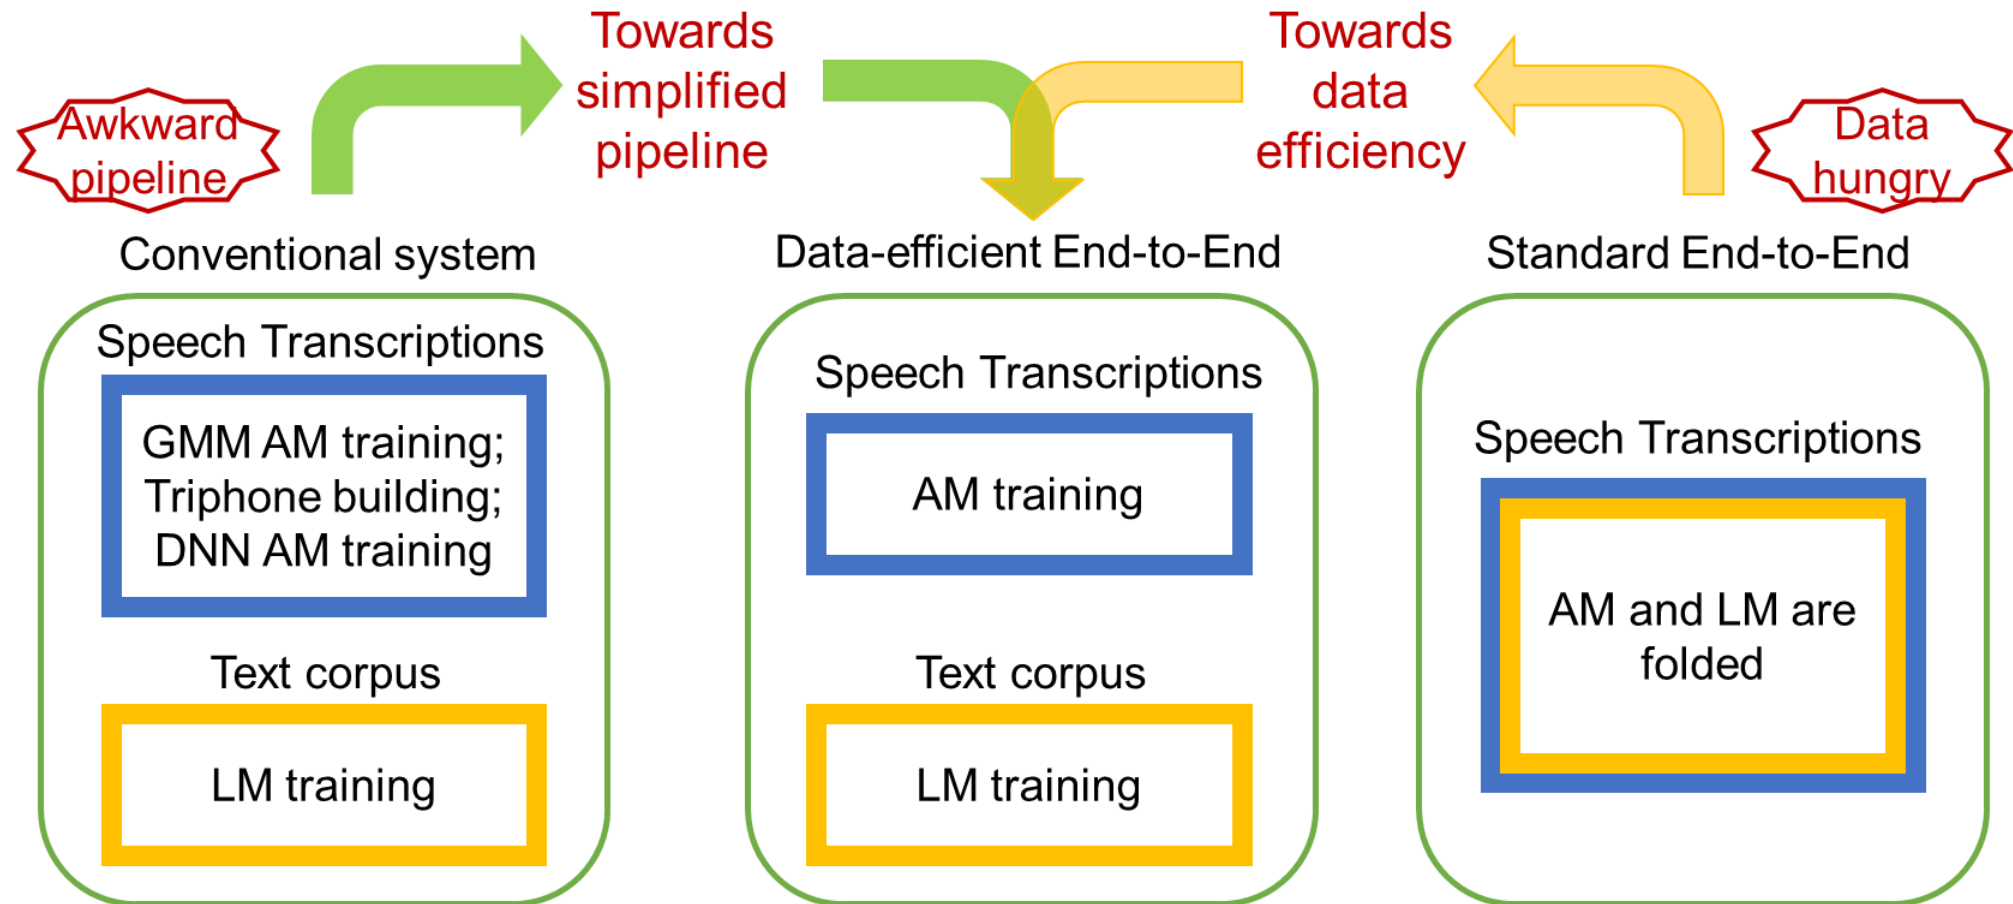 Awkward
pipeline
Towards
simplified
pipeline
Towards
data
efficiency
Data
hungry
Conventional system
Speech Transcriptions
GMM AM training;
Triphone building;
DNN AM training
Text corpus
LM training
Data-efficient End-to-End
Speech Transcriptions
AM training
Text corpus
LM training
Standard End-to-End
Speech Transcriptions
AM and LM are
folded